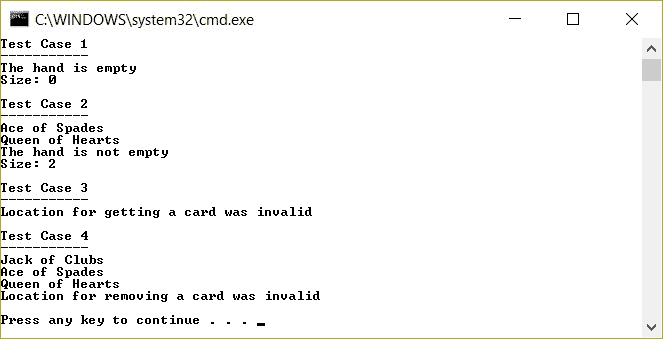 C:\WINDOWS\system32\cmd.exe
Test Case 1
-----------
The hand is empty
Size: 0
Test Case 2
-----------
Ace of Spades
Queen of Hearts
The hand is not empty
Size: 2
Test Case 3
-----------
Location for getting a card was invalid
Test Case 4
-----------
Jack of Clubs
Ace of Spades
Queen of Hearts
Location for removing a card was invalid
Press any key to continue . . .